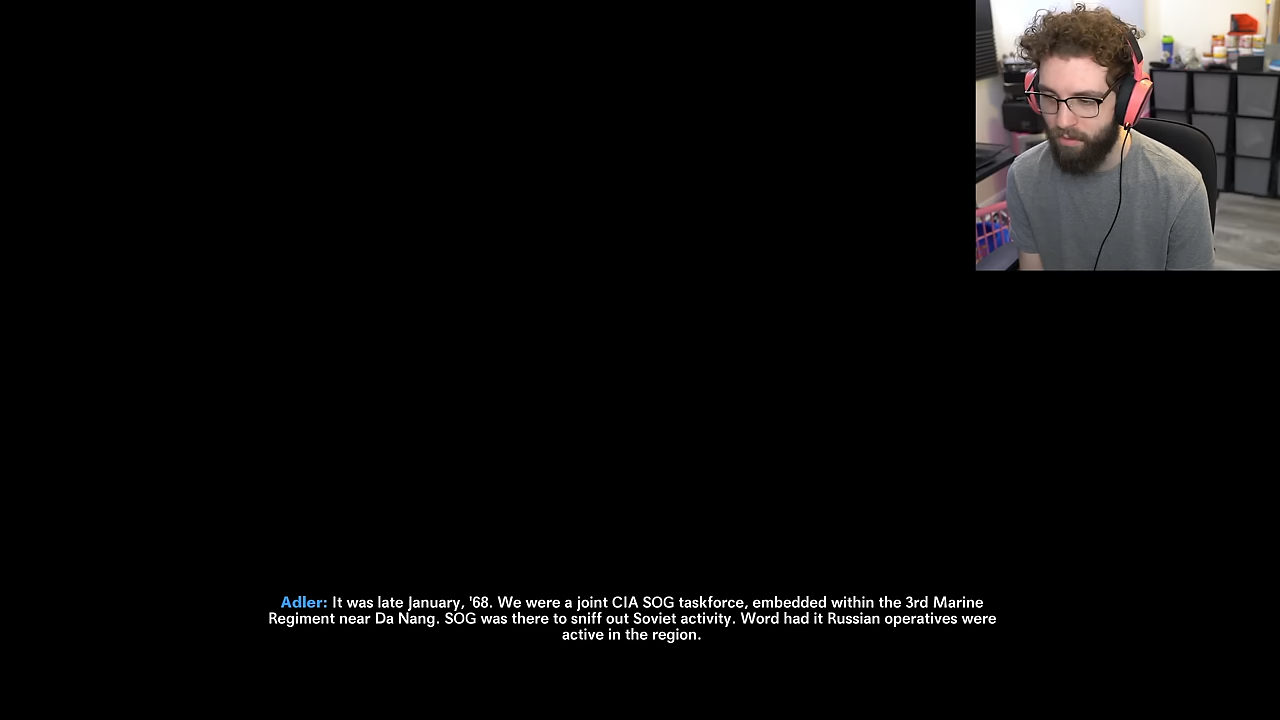 Adler: It was late January, '68. We were a joint CIA SOG taskforce, embedded within the 3rd Marine
Regiment near Da Nang. SOG was there to sniff out Soviet activity. Word had it Russian operatives were
active in the region.